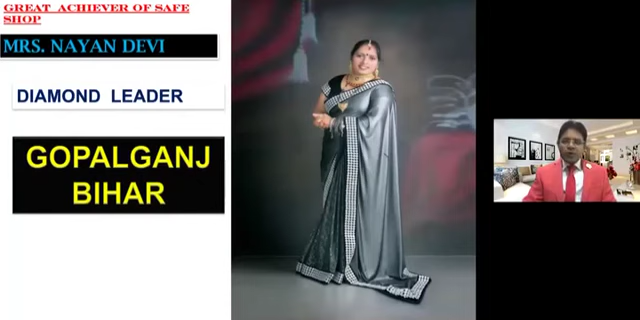 GREAT ACHIEVER OF SAFE
SHOP
MRS. NAYAN DEVI
DIAMOND LEADER
GOPALGANJ
BIHAR